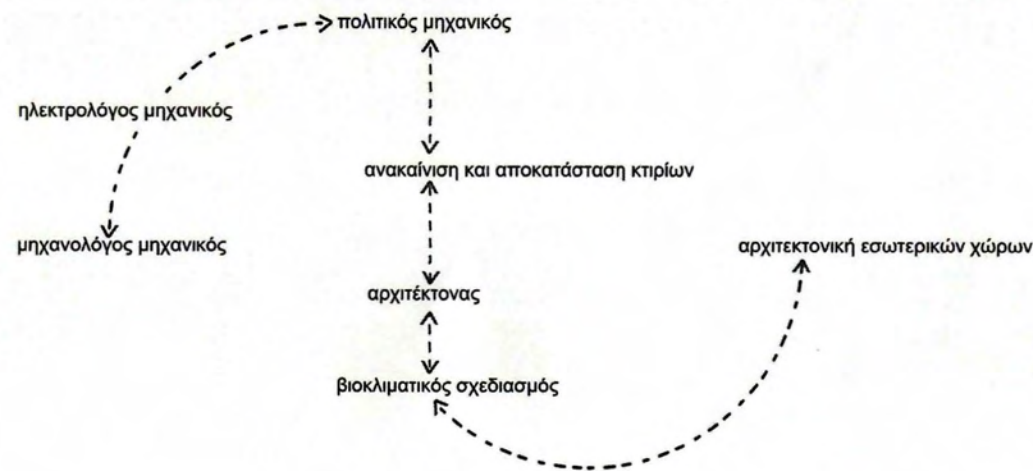 πολιτικός μηχανικός
ηλεκτρολόγος μηχανικός
ανακαίνιση και αποκατάσταση κτιρίων
μηχανολόγος μηχανικός
αρχιτεκτονική εσωτερικών χώρων
αρχιτέκτονας
βιοκλιματικός σχεδιασμός